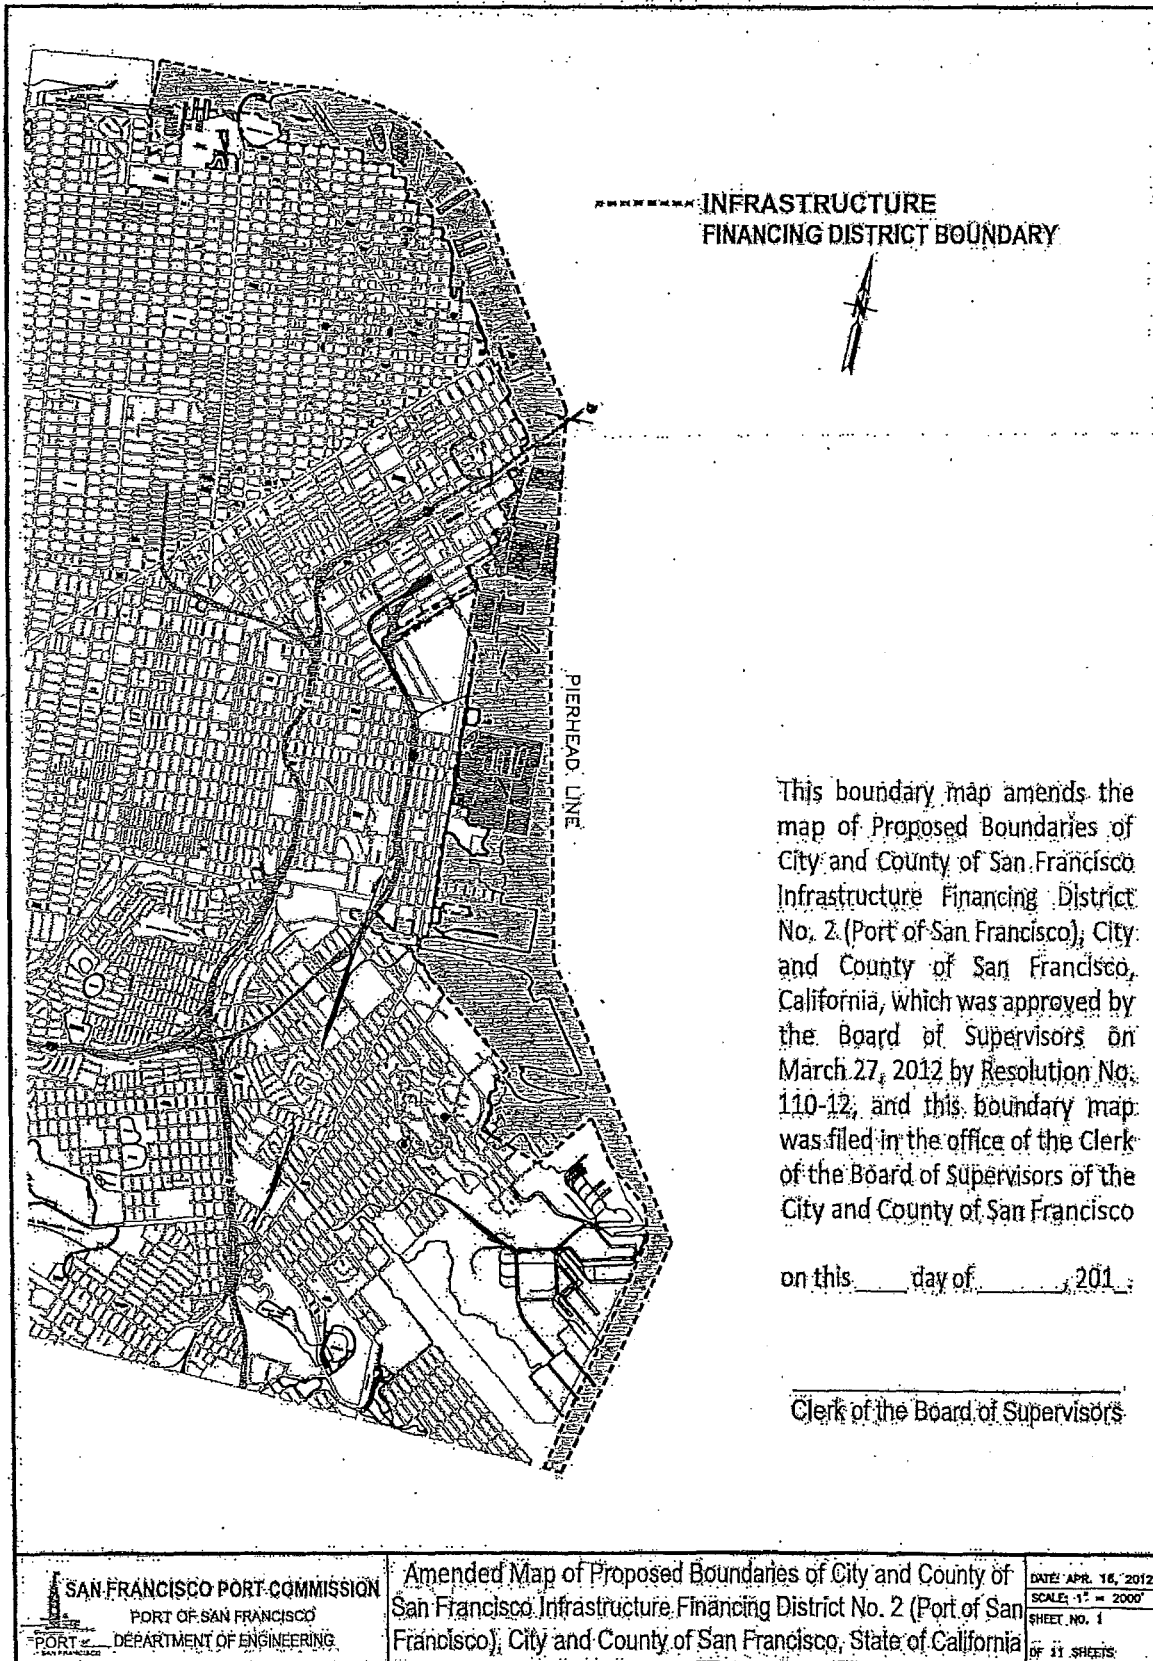 INFRASTRUCTURE
FINANCING DISTRICT BOUNDARY
N
PIERHEAD LINE
This boundary map amends the
map of Proposed Boundaries of
City and County of San Francisco
Infrastructure Financing District
No. 2 (Port of San Francisco), City
and County of San Francisco,
California, which was approved by
the Board of Supervisors on
March 27, 2012 by Resolution No.
110-12, and this boundary map
was filed in the office of the Clerk
of the Board of Supervisors of the
City and County of San Francisco
on this ____ day of ______, 201_.
Clerk of the Board of Supervisors
SAN FRANCISCO PORT COMMISSION
PORT OF SAN FRANCISCO
DEPARTMENT OF ENGINEERING
PORT
SAN FRANCISCO
Amended Map of Proposed Boundaries of City and County of
San Francisco Infrastructure Financing District No. 2 (Port of San
Francisco), City and County of San Francisco, State of California
DATE: APR. 16, 2012
SCALE: 1" = 2000'
SHEET NO. 1
OF 11 SHEETS